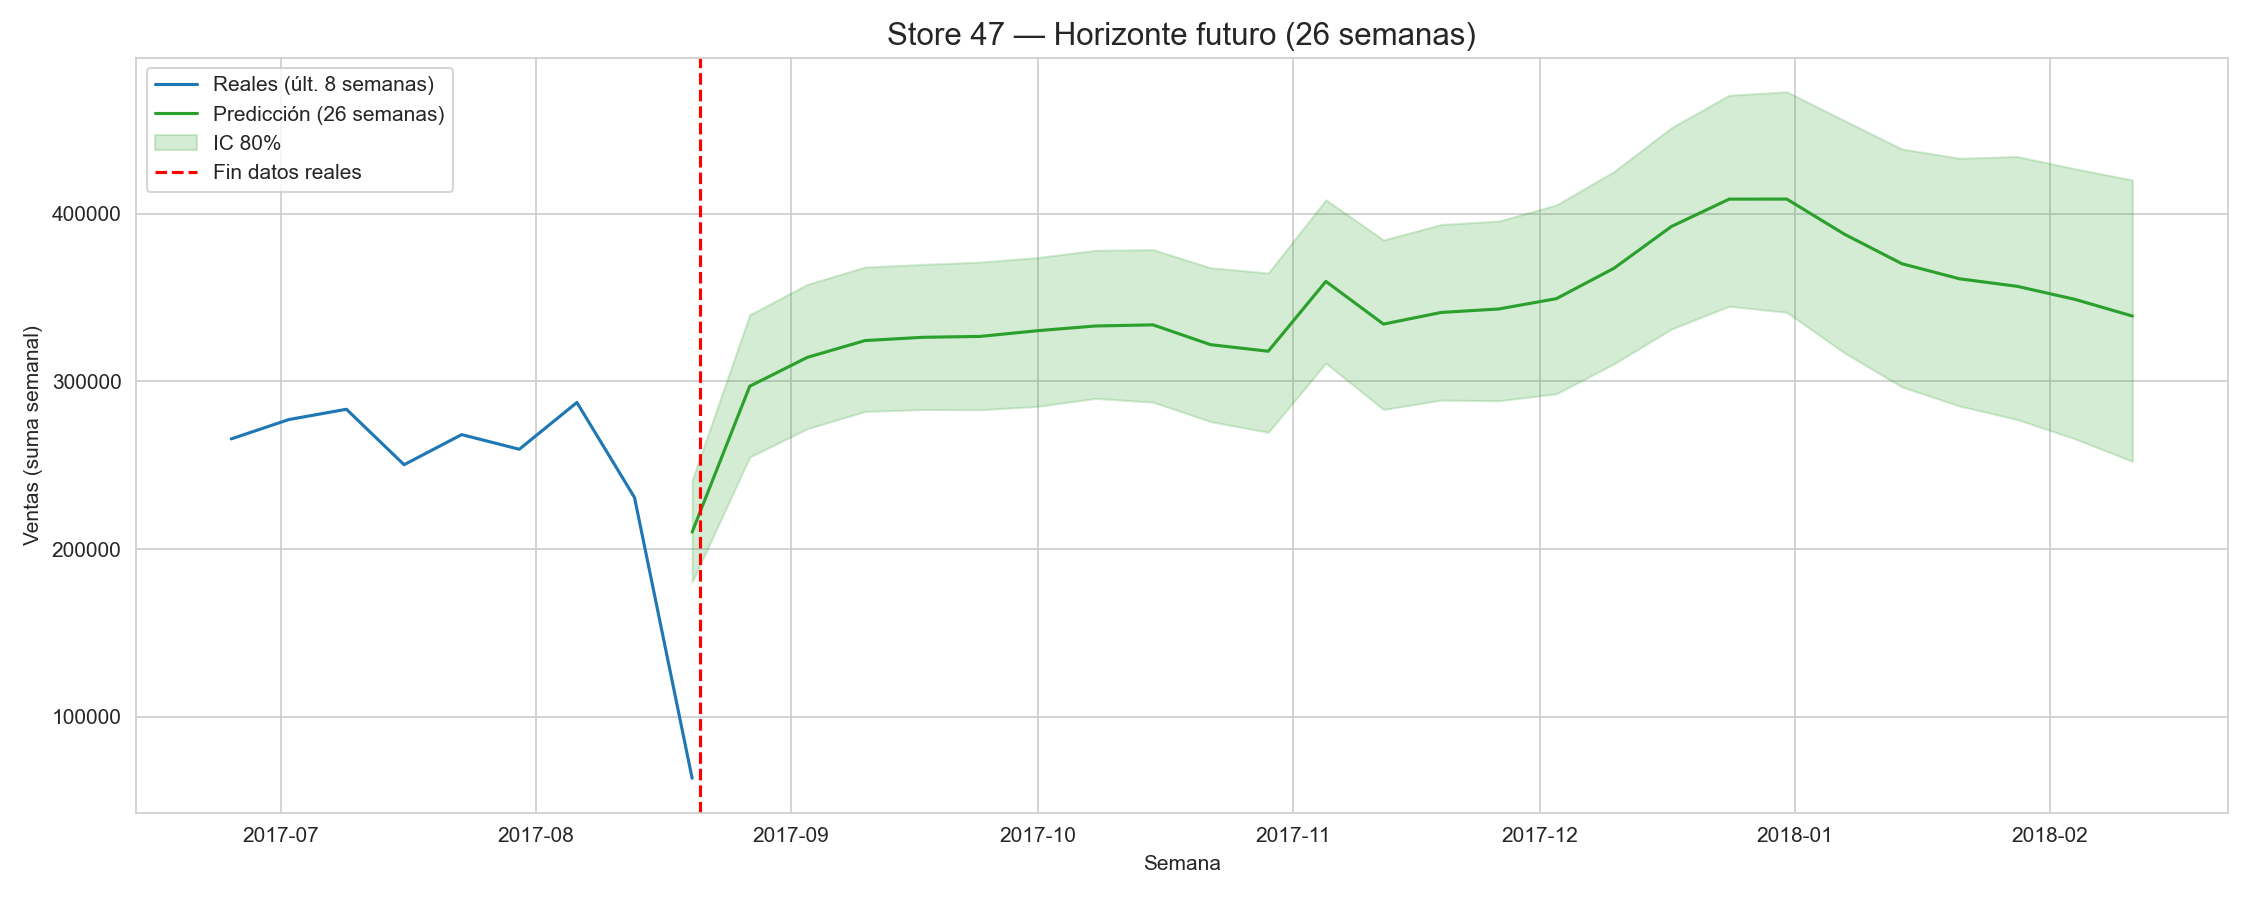 Store 47 — Horizonte futuro (26 semanas)
Reales (últ. 8 semanas)
Predicción (26 semanas)
IC 80%
Fin datos reales
Ventas (suma semanal)
400000
300000
200000
100000
2017-07 2017-08 2017-09 2017-10 2017-11 2017-12 2018-01 2018-02
Semana